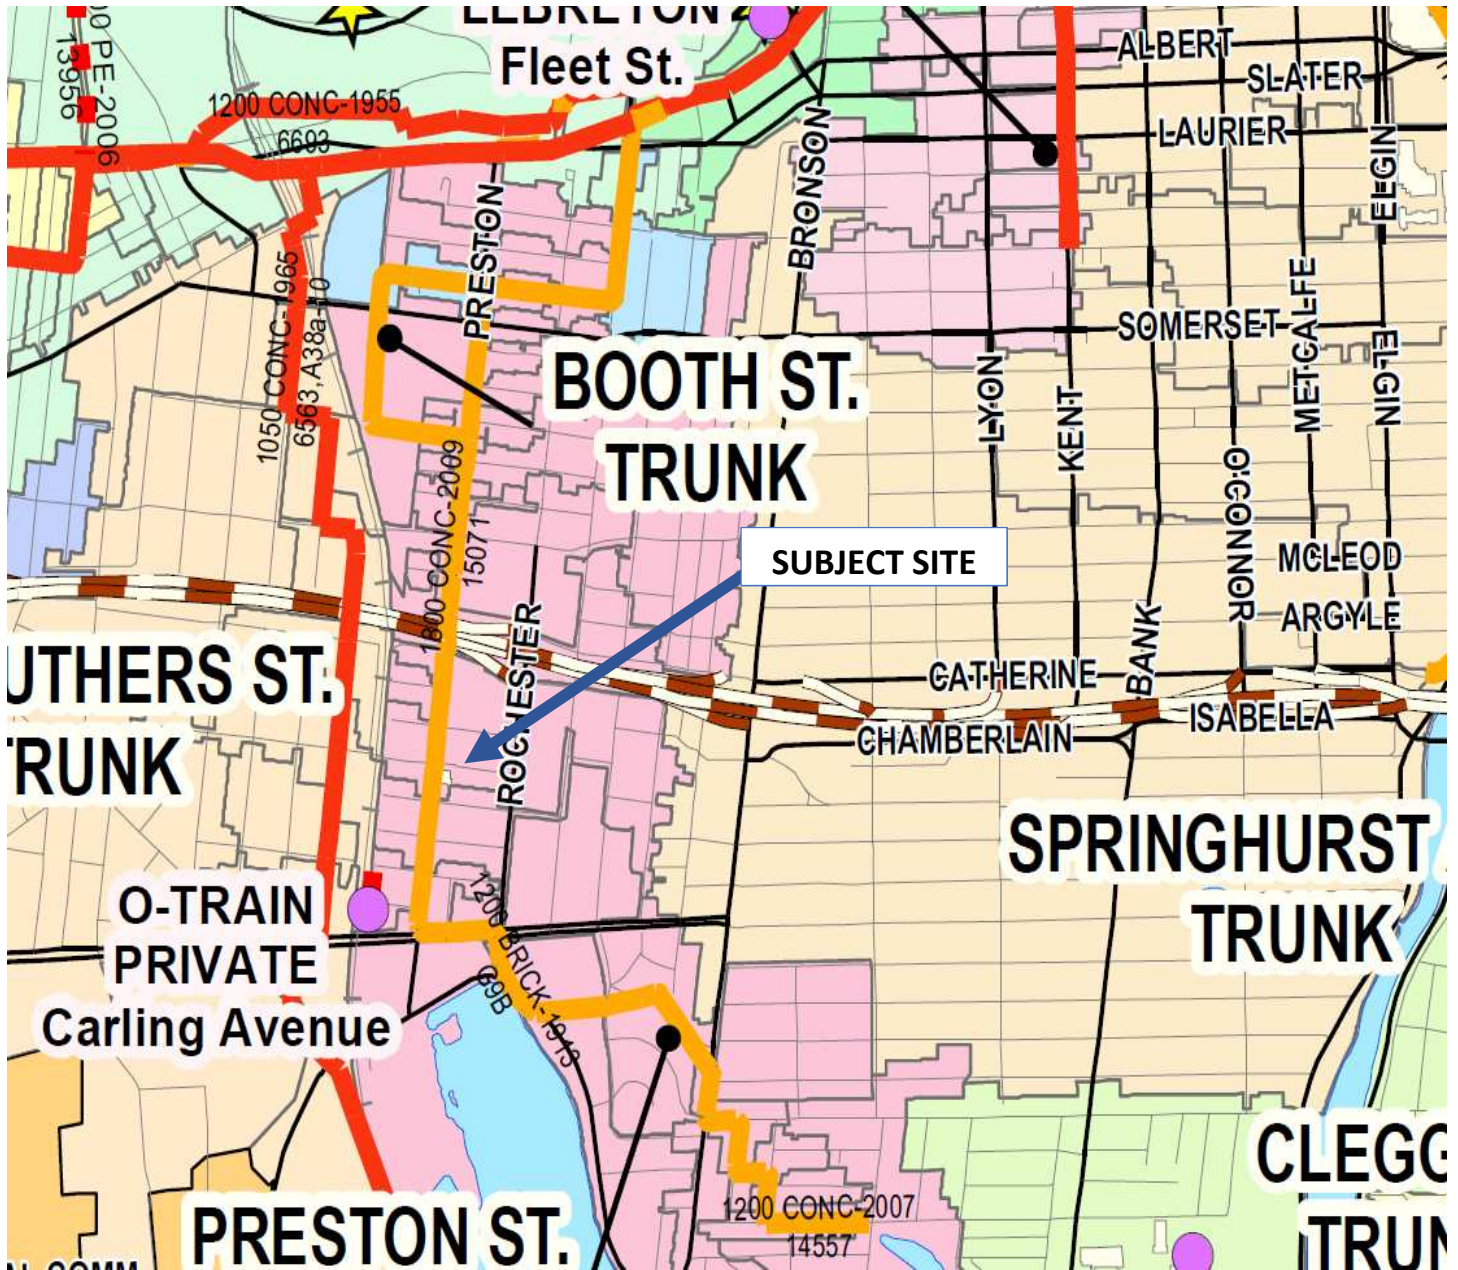 LEBRETON
Fleet St.
00 PE-2006
13956
1200 CONC-1955
6693
ALBERT
SLATER
LAURIER
ELGIN
BRONSON
PRESTON
1050 CONC-1965
6563, A38a-10
SOMERSET
METCALFE
ELGIN
BOOTH ST.
TRUNK
LYON
KENT
O'CONNOR
1800 CONC-2009
15071
SUBJECT SITE
MCLEOD
ARGYLE
ROCHESTER
BANK
UTHERS ST.
TRUNK
CATHERINE
ISABELLA
CHAMBERLAIN
SPRINGHURST
TRUNK
O-TRAIN
PRIVATE
Carling Avenue
1200 BRICK-1913
G9B
CLEGG
TRUN
1200 CONC-2007
14557
PRESTON ST.